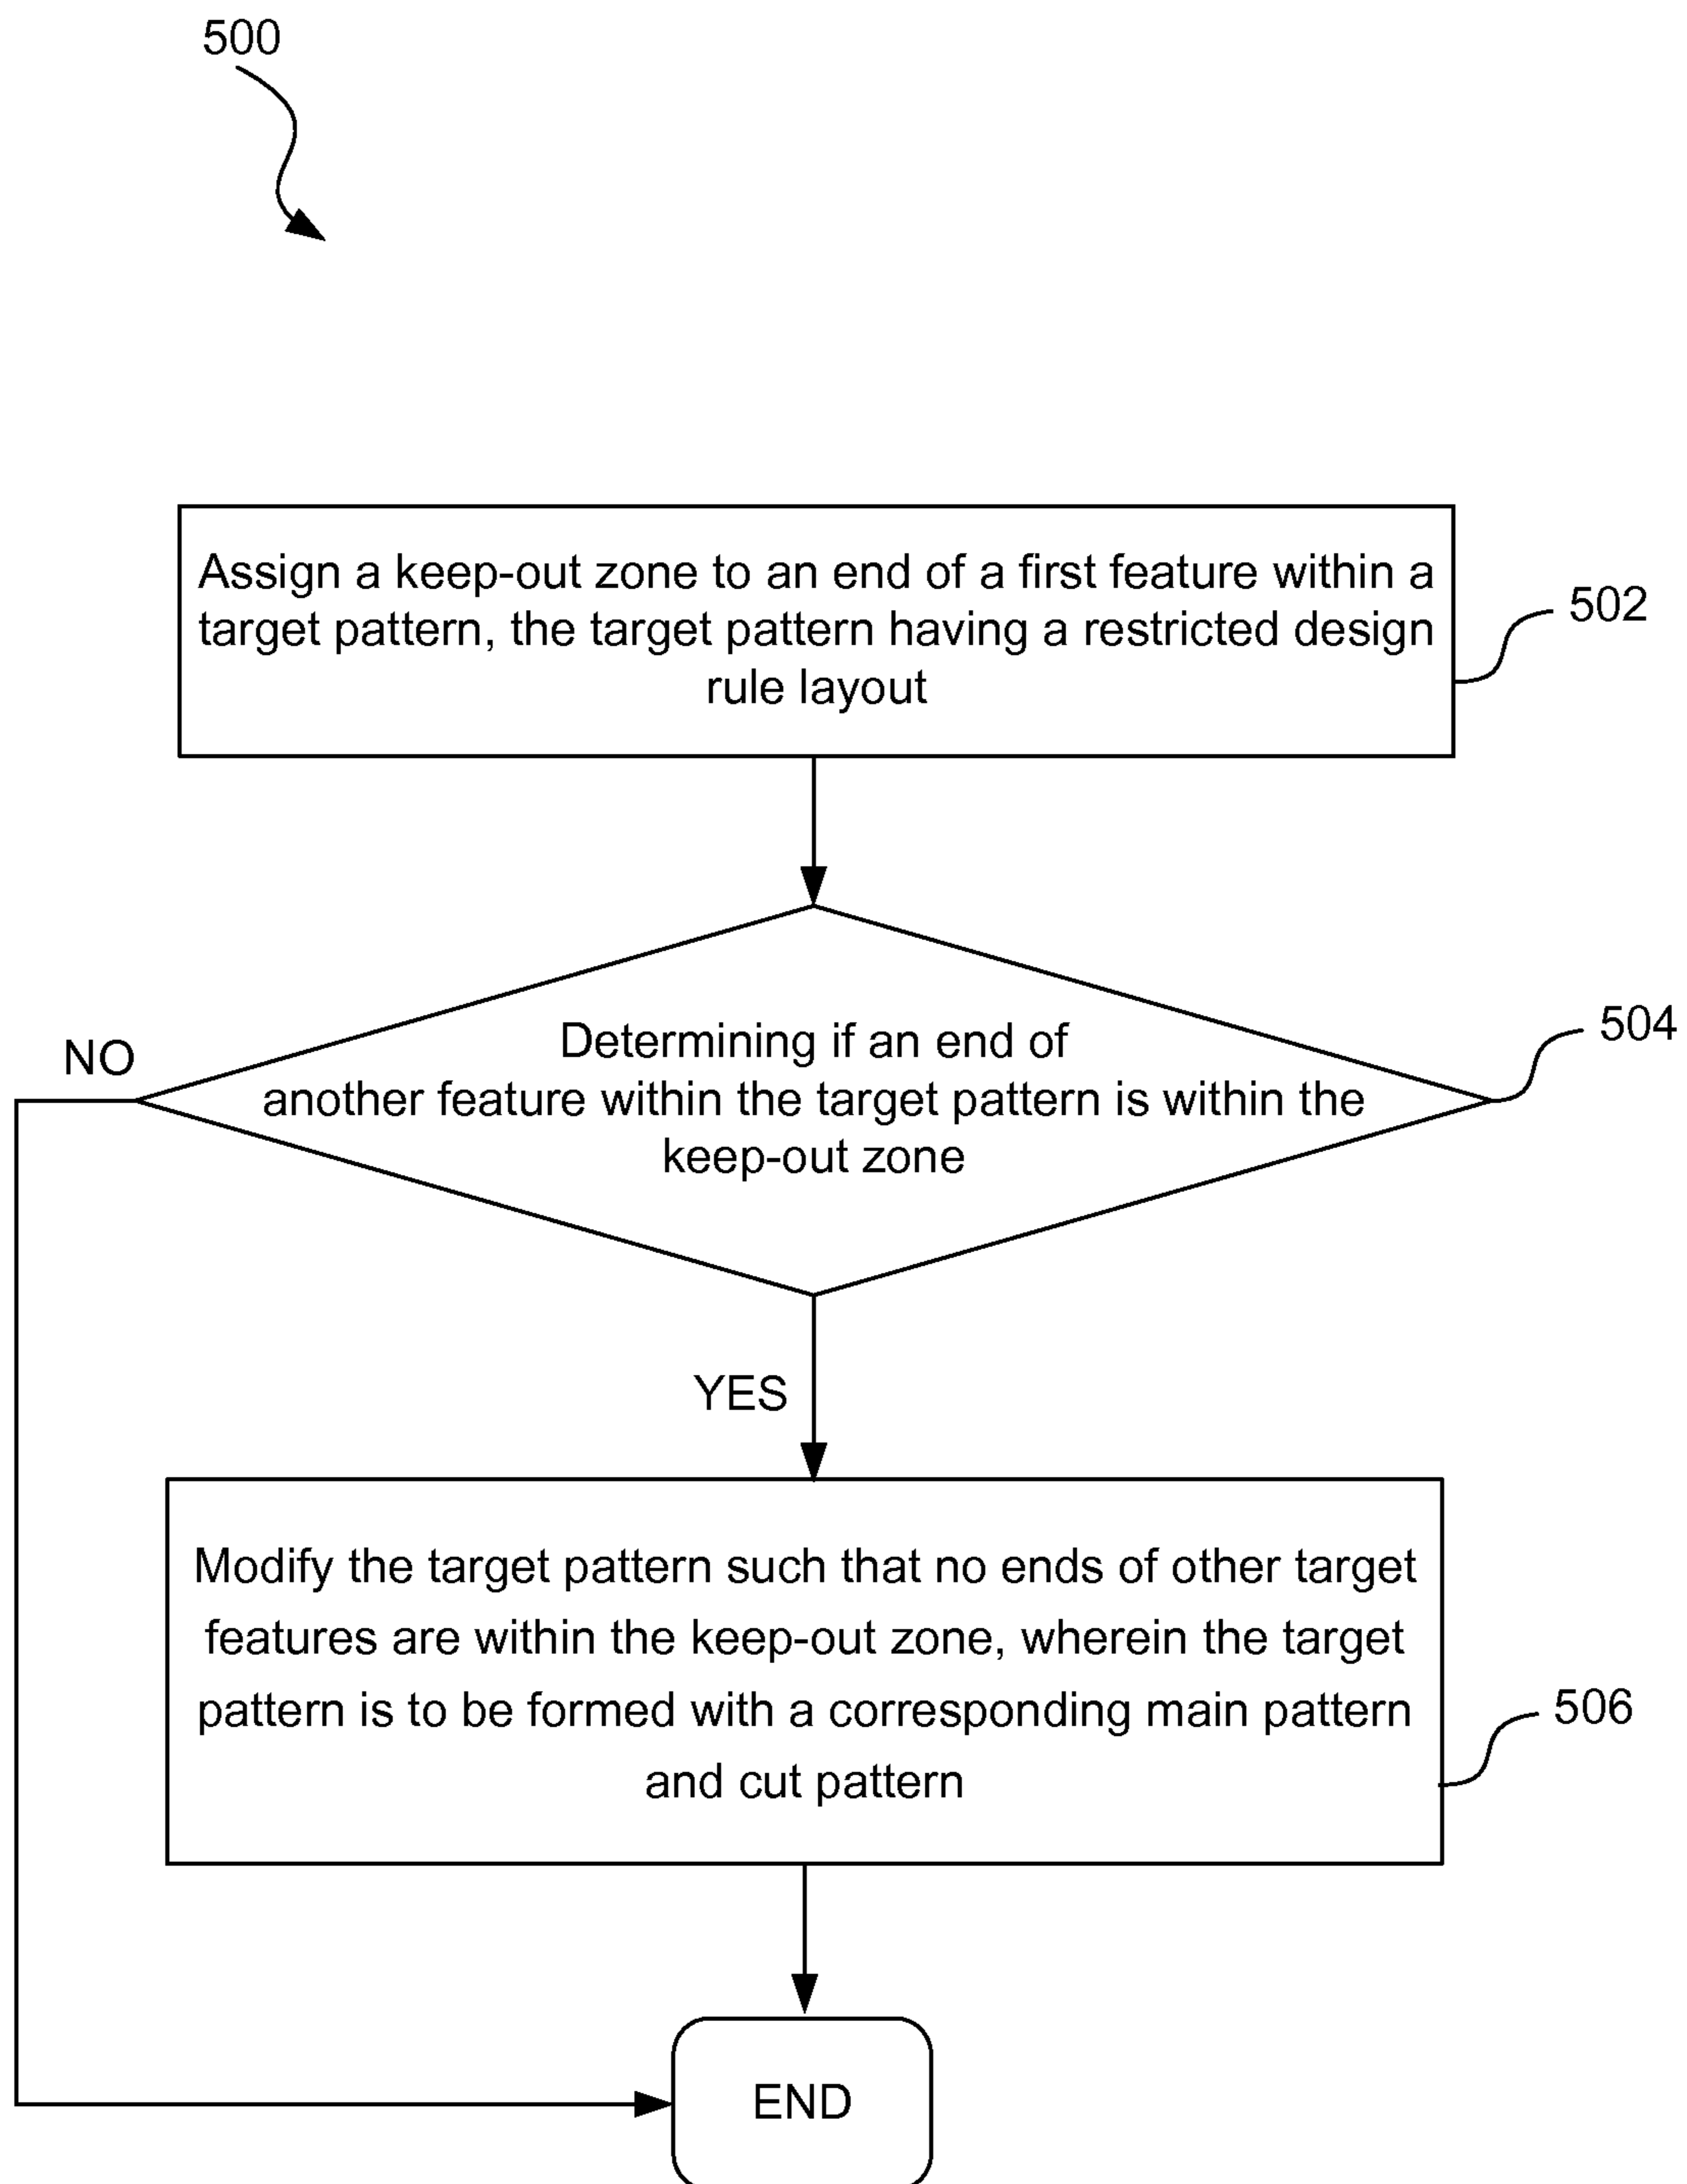 500
Assign a keep-out zone to an end of a first feature within a
target pattern, the target pattern having a restricted design
rule layout
502
Determining if an end of
another feature within the target pattern is within the
keep-out zone
504
NO
YES
Modify the target pattern such that no ends of other target
features are within the keep-out zone, wherein the target
pattern is to be formed with a corresponding main pattern
and cut pattern
506
END